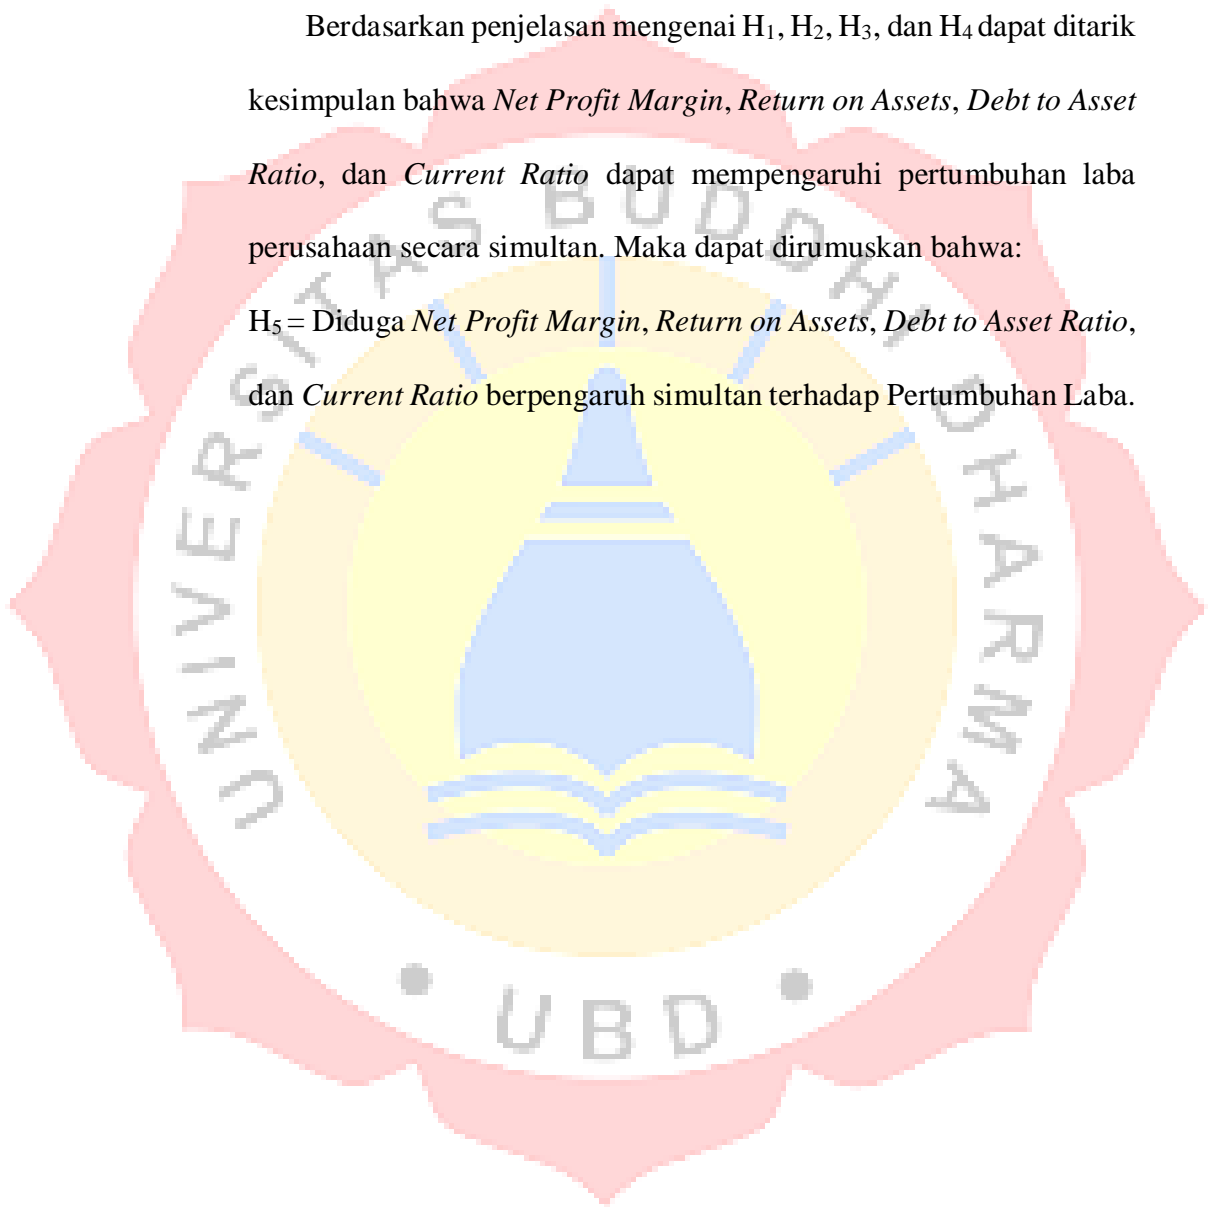 Berdasarkan penjelasan mengenai H₁, H₂, H₃, dan H₄ dapat ditarik
kesimpulan bahwa Net Profit Margin, Return on Assets, Debt to Asset
Ratio, dan Current Ratio dapat mempengaruhi pertumbuhan laba
perusahaan secara simultan. Maka dapat dirumuskan bahwa:
H₅ = Diduga Net Profit Margin, Return on Assets, Debt to Asset Ratio,
dan Current Ratio berpengaruh simultan terhadap Pertumbuhan Laba.
UNIVERSITAS BUDDHI DHARMA
• UBD •